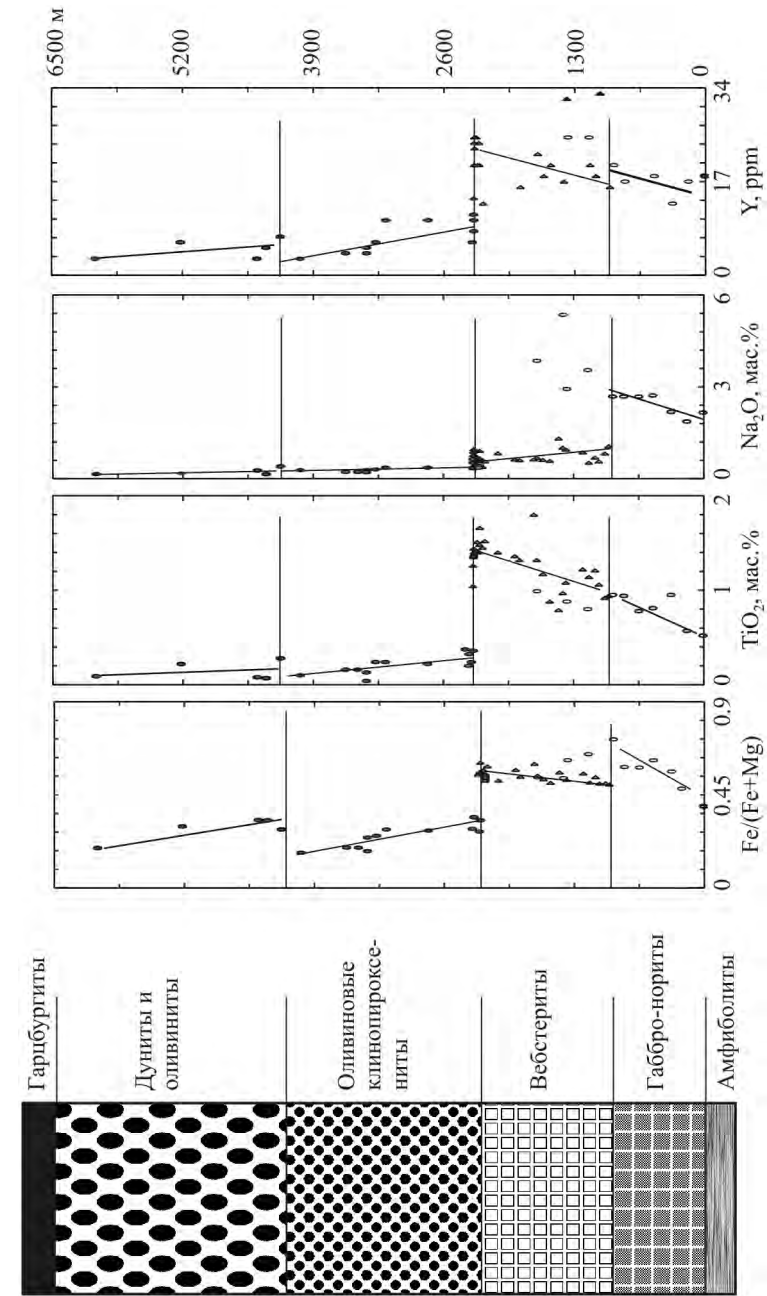 Гарцбургиты
Дуниты и
оливиниты
Оливиновые
клинопироксе-
ниты
Вебстериты
Габбро-нориты
Амфиболиты
0
0.45
0.9
Fe/(Fe+Mg)
0
1
2
TiO₂, мас.%
0
3
6
Na₂O, мас.%
0
17
34
Y, ppm
6500 м
5200
3900
2600
1300
0